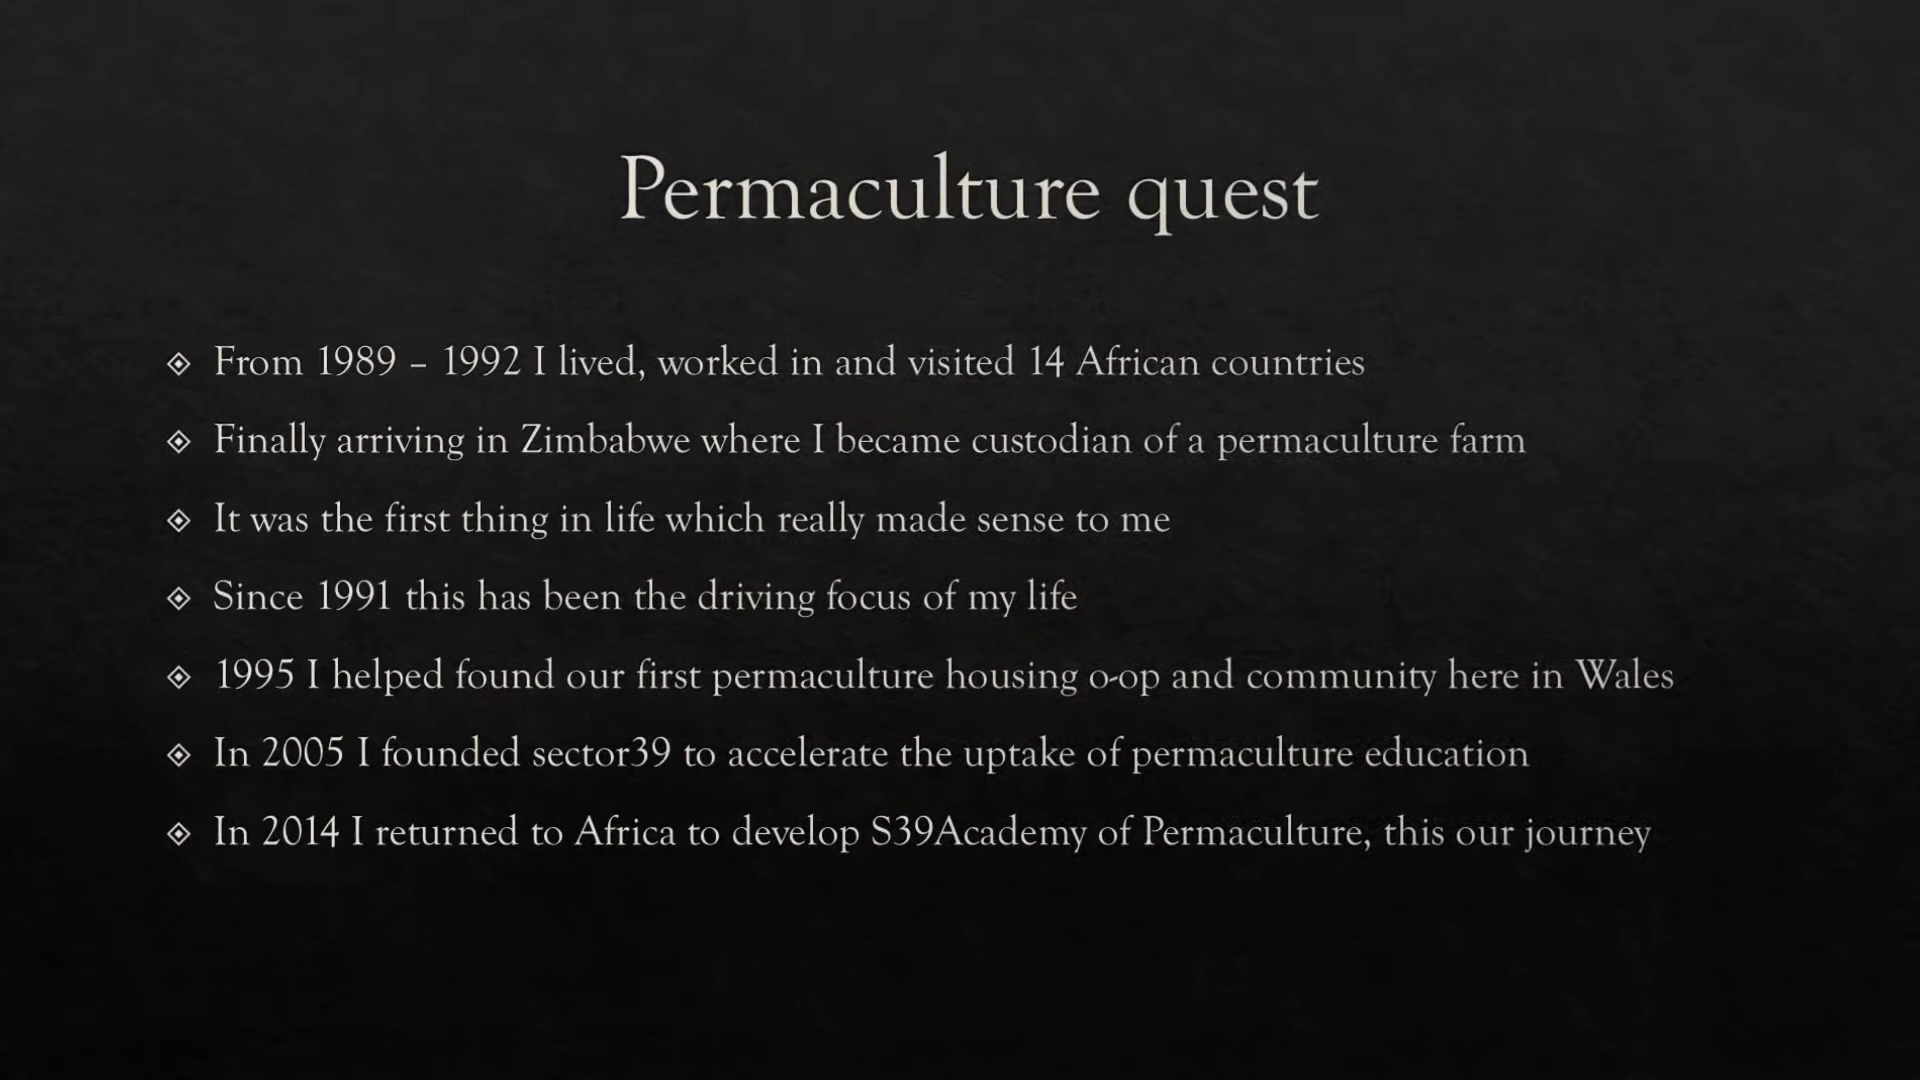 Permaculture quest
From 1989 – 1992 I lived, worked in and visited 14 African countries
Finally arriving in Zimbabwe where I became custodian of a permaculture farm
It was the first thing in life which really made sense to me
Since 1991 this has been the driving focus of my life
1995 I helped found our first permaculture housing o-op and community here in Wales
In 2005 I founded sector39 to accelerate the uptake of permaculture education
In 2014 I returned to Africa to develop S39Academy of Permaculture, this our journey